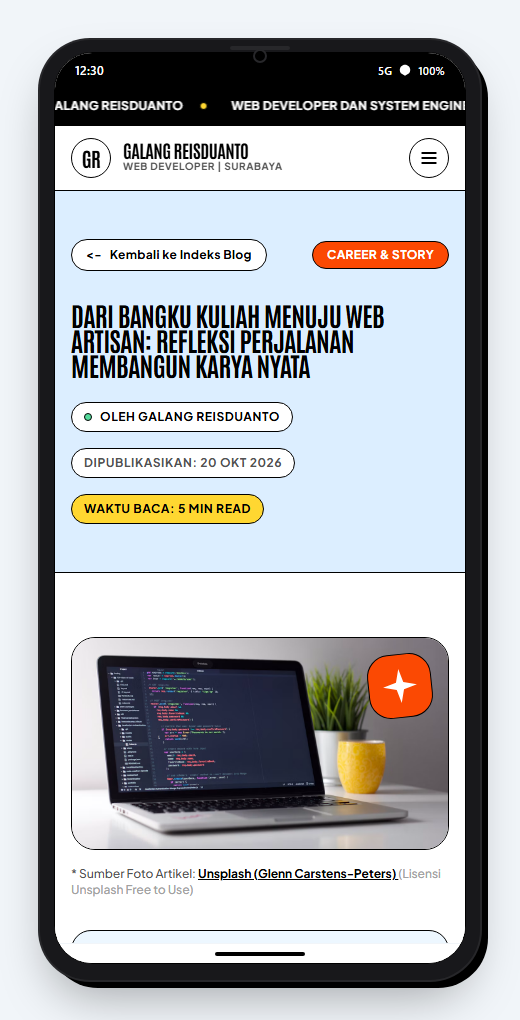 12:30
5G 100%
ALANG REISDUANTO • WEB DEVELOPER DAN SYSTEM ENGIN
GR
GALANG REISDUANTO
WEB DEVELOPER | SURABAYA
<- Kembali ke Indeks Blog
CAREER & STORY
DARI BANGKU KULIAH MENUJU WEB
ARTISAN: REFLEKSI PERJALANAN
MEMBANGUN KARYA NYATA
OLEH GALANG REISDUANTO
DIPUBLIKASIKAN: 20 OKT 2026
WAKTU BACA: 5 MIN READ
* Sumber Foto Artikel: Unsplash (Glenn Carstens-Peters) (Lisensi
Unsplash Free to Use)